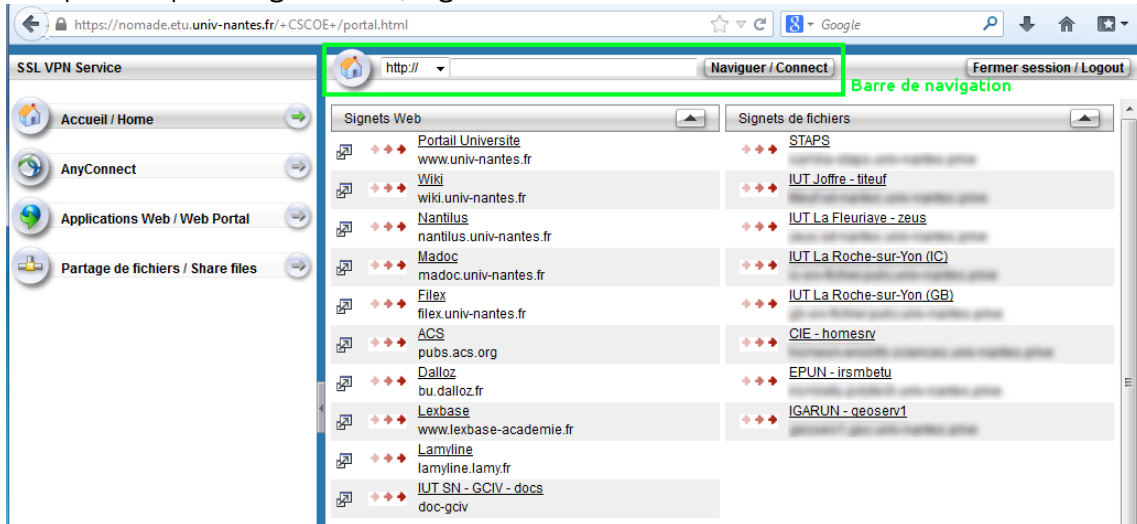 https://nomade.etu.univ-nantes.fr/+CSCOE+/portal.html
Google
SSL VPN Service
http://
Naviguer / Connect
Fermer session / Logout
Barre de navigation
Accueil / Home
AnyConnect
Applications Web / Web Portal
Partage de fichiers / Share files
Signets Web
Portail Universite
www.univ-nantes.fr
Wiki
wiki.univ-nantes.fr
Nantilus
nantilus.univ-nantes.fr
Madoc
madoc.univ-nantes.fr
Filex
filex.univ-nantes.fr
ACS
pubs.acs.org
Dalloz
bu.dalloz.fr
Lexbase
www.lexbase-academie.fr
Lamyline
lamyline.lamy.fr
IUT SN - GCIV - docs
doc-gciv
Signets de fichiers
STAPS
IUT Joffre - titeuf
IUT La Fleuriaye - zeus
IUT La Roche-sur-Yon (IC)
IUT La Roche-sur-Yon (GB)
CIE - homesrv
EPUN - irsmbetu
IGARUN - geoserv1